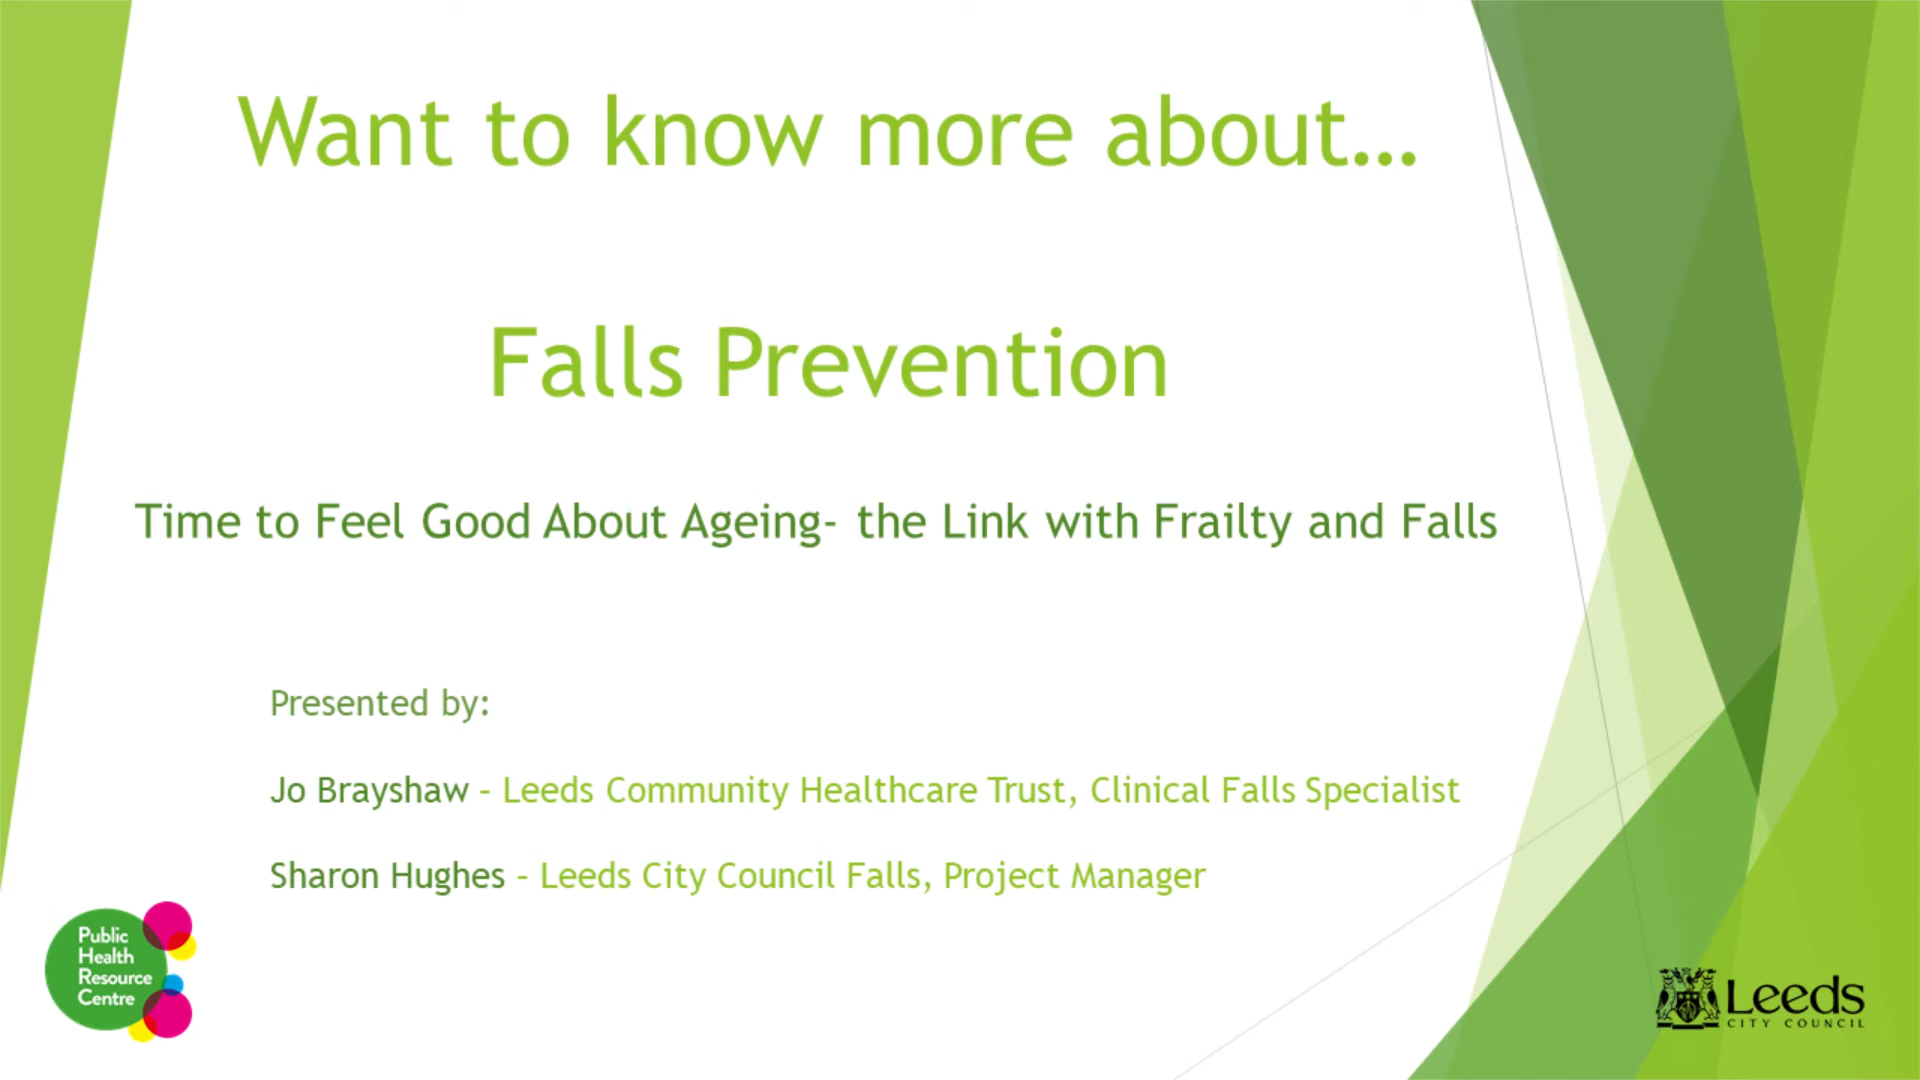 Want to know more about...
Falls Prevention
Time to Feel Good About Ageing- the Link with Frailty and Falls
Presented by:
Jo Brayshaw – Leeds Community Healthcare Trust, Clinical Falls Specialist
Sharon Hughes – Leeds City Council Falls, Project Manager
Public
Health
Resource
Centre
Leeds
CITY COUNCIL